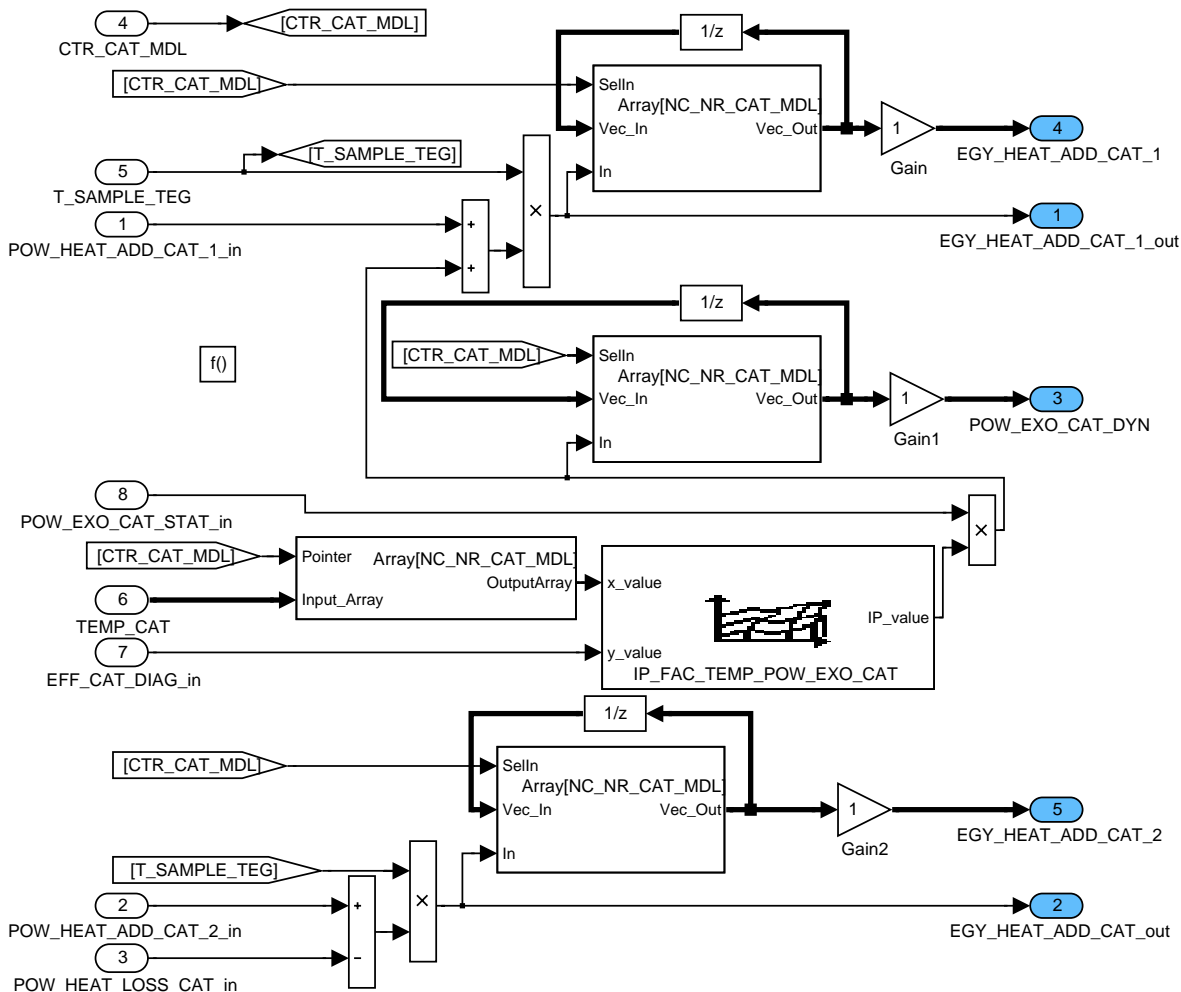 4
[CTR_CAT_MDL]
CTR_CAT_MDL
1/z
[CTR_CAT_MDL]
SelIn
Array[NC_NR_CAT_MDL]
Vec_In
Vec_Out
1
4
Gain
EGY_HEAT_ADD_CAT_1
[T_SAMPLE_TEG]
5
In
T_SAMPLE_TEG
×
1
+
1
POW_HEAT_ADD_CAT_1_in
EGY_HEAT_ADD_CAT_1_out
+
1/z
[CTR_CAT_MDL]
SelIn
f()
Array[NC_NR_CAT_MDL]
Vec_In
Vec_Out
1
3
Gain1
POW_EXO_CAT_DYN
In
8
POW_EXO_CAT_STAT_in
×
[CTR_CAT_MDL]
Pointer
Array[NC_NR_CAT_MDL]
OutputArray
x_value
6
Input_Array
TEMP_CAT
IP_value
7
y_value
EFF_CAT_DIAG_in
IP_FAC_TEMP_POW_EXO_CAT
1/z
[CTR_CAT_MDL]
SelIn
Array[NC_NR_CAT_MDL]
Vec_In
Vec_Out
1
5
Gain2
EGY_HEAT_ADD_CAT_2
In
[T_SAMPLE_TEG]
×
2
+
2
POW_HEAT_ADD_CAT_2_in
EGY_HEAT_ADD_CAT_out
3
−
POW_HEAT_LOSS_CAT_in